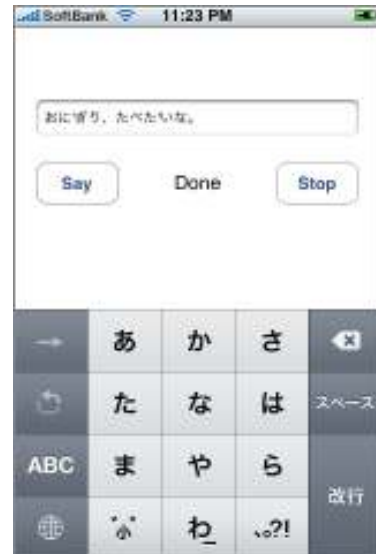 SoftBank 11:23 PM
おにぎり、たべたいな。
Say Done Stop
→ あ か さ
た な は スペース
ABC ま や ら 改行
小 わ 、。?!